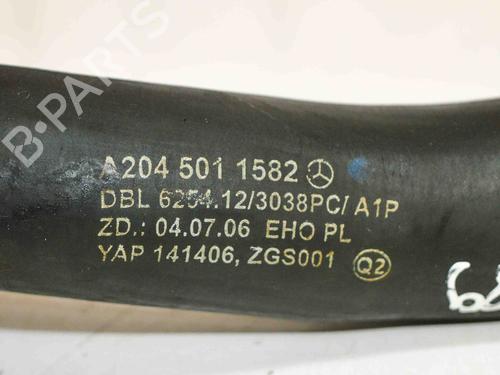 B-PARTS
A204 501 1582
DBL 6254.12/3038PC/ A1P
ZD.: 04.07.06 EHO PL
YAP 141406, ZGS001 Q2